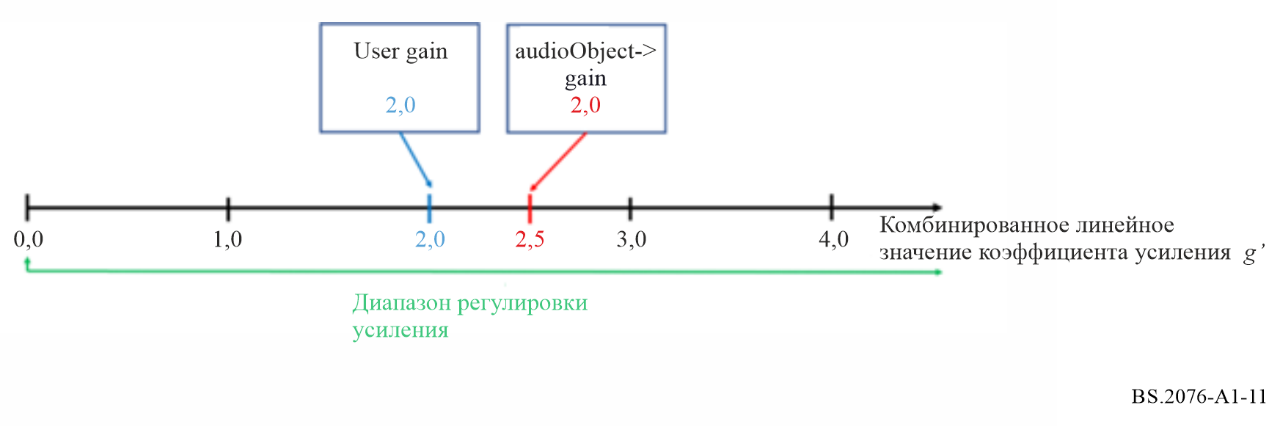 User gain
2,0
audioObject->
gain
2,0
0,0
1,0
2,0
2,5
3,0
4,0
Комбинированное линейное
значение коэффициента усиления g’
Диапазон регулировки
усиления
BS.2076-A1-11